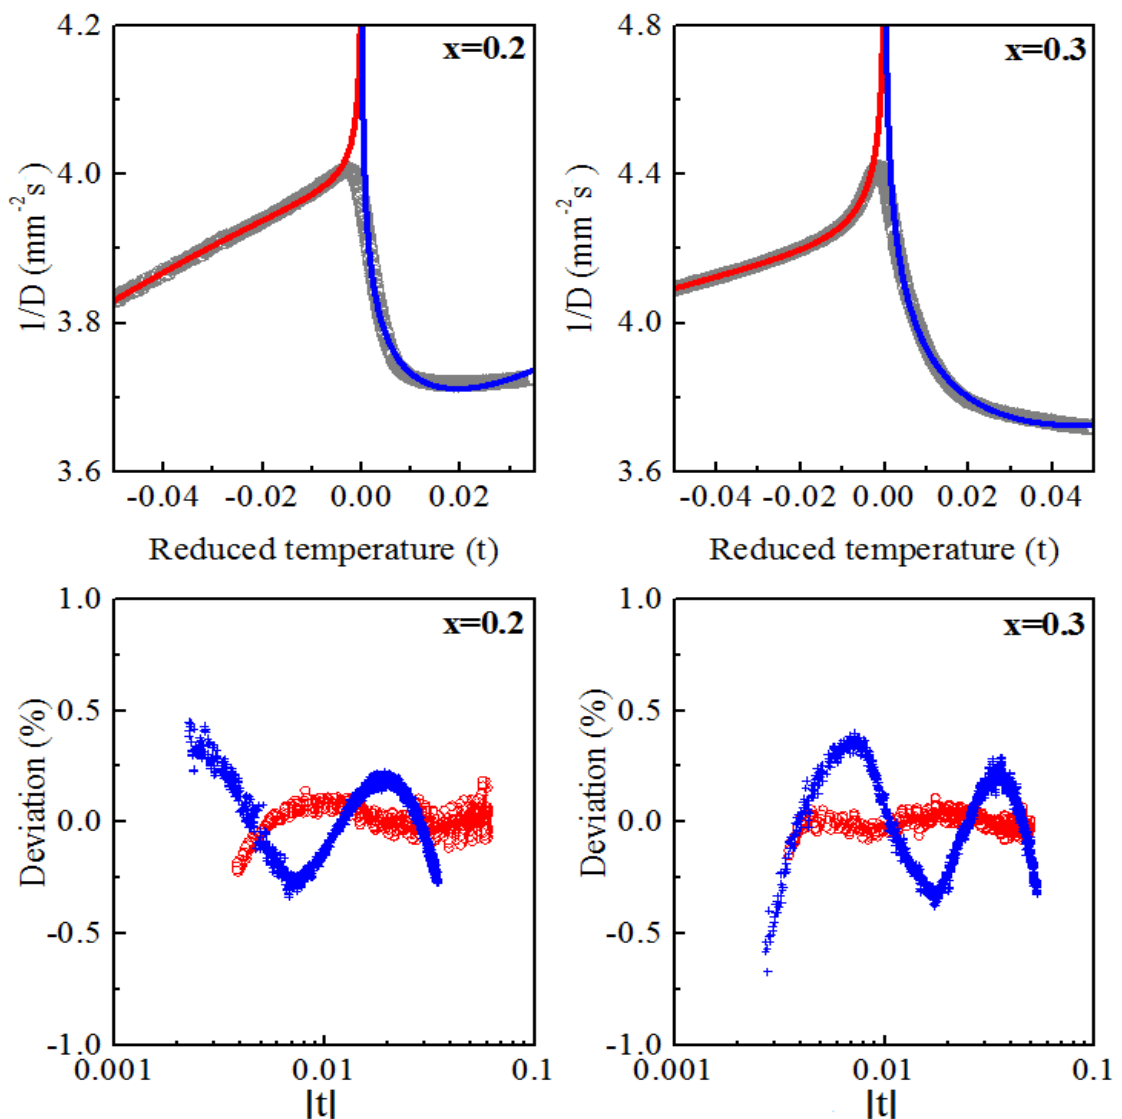 4.2
4.0
3.8
3.6
1/D (mm⁻²s )
x=0.2
-0.04 -0.02 0.00 0.02
Reduced temperature (t)
4.8
4.4
4.0
3.6
1/D (mm⁻²s )
x=0.3
-0.04 -0.02 0.00 0.02 0.04
Reduced temperature (t)
1.0
0.5
0.0
-0.5
-1.0
Deviation (%)
x=0.2
0.001 0.01 0.1
|t|
1.0
0.5
0.0
-0.5
-1.0
Deviation (%)
x=0.3
0.001 0.01 0.1
|t|